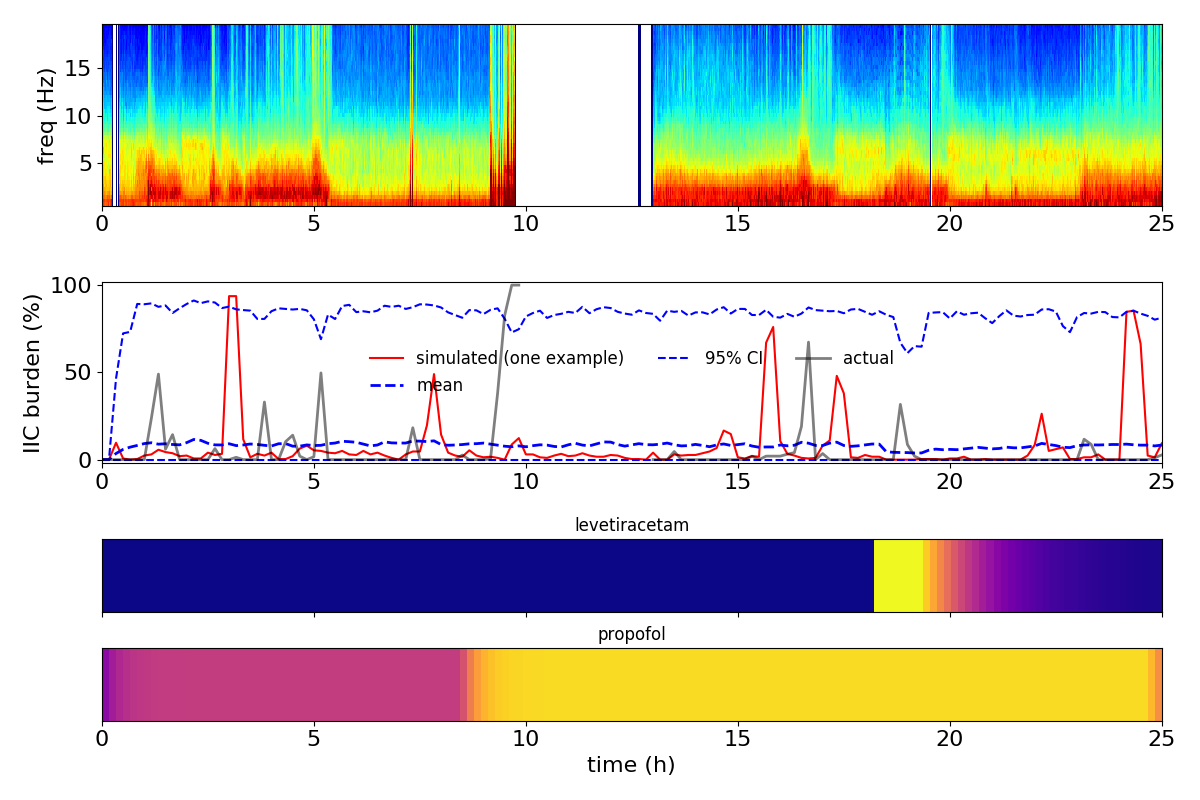 freq (Hz)
15
10
5
0 5 10 15 20 25
IIC burden (%)
100
50
0
simulated (one example) 95% CI actual
mean
0 5 10 15 20 25
levetiracetam
propofol
0 5 10 15 20 25
time (h)